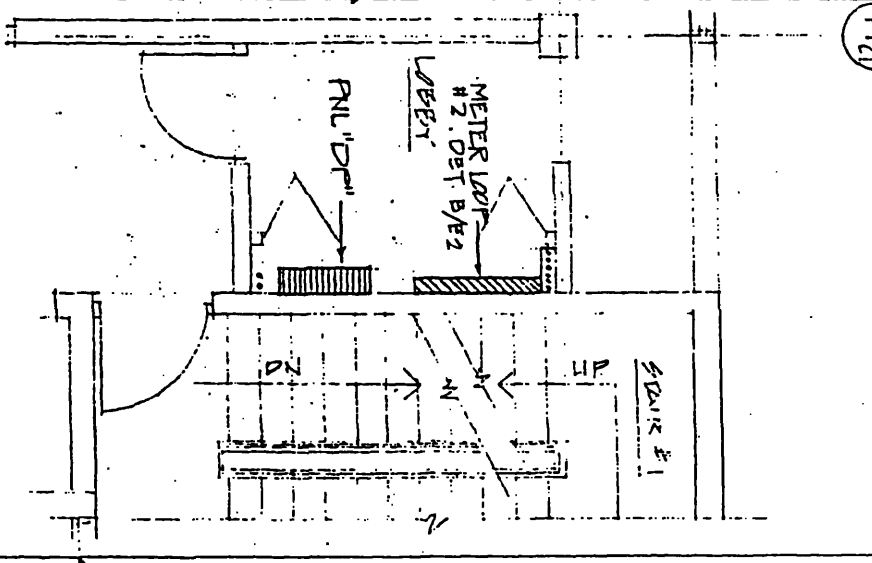 METER LOOP
#2. DET. B/E2
LOBBY
PNL "DP"
DN
UP
STAIR #1